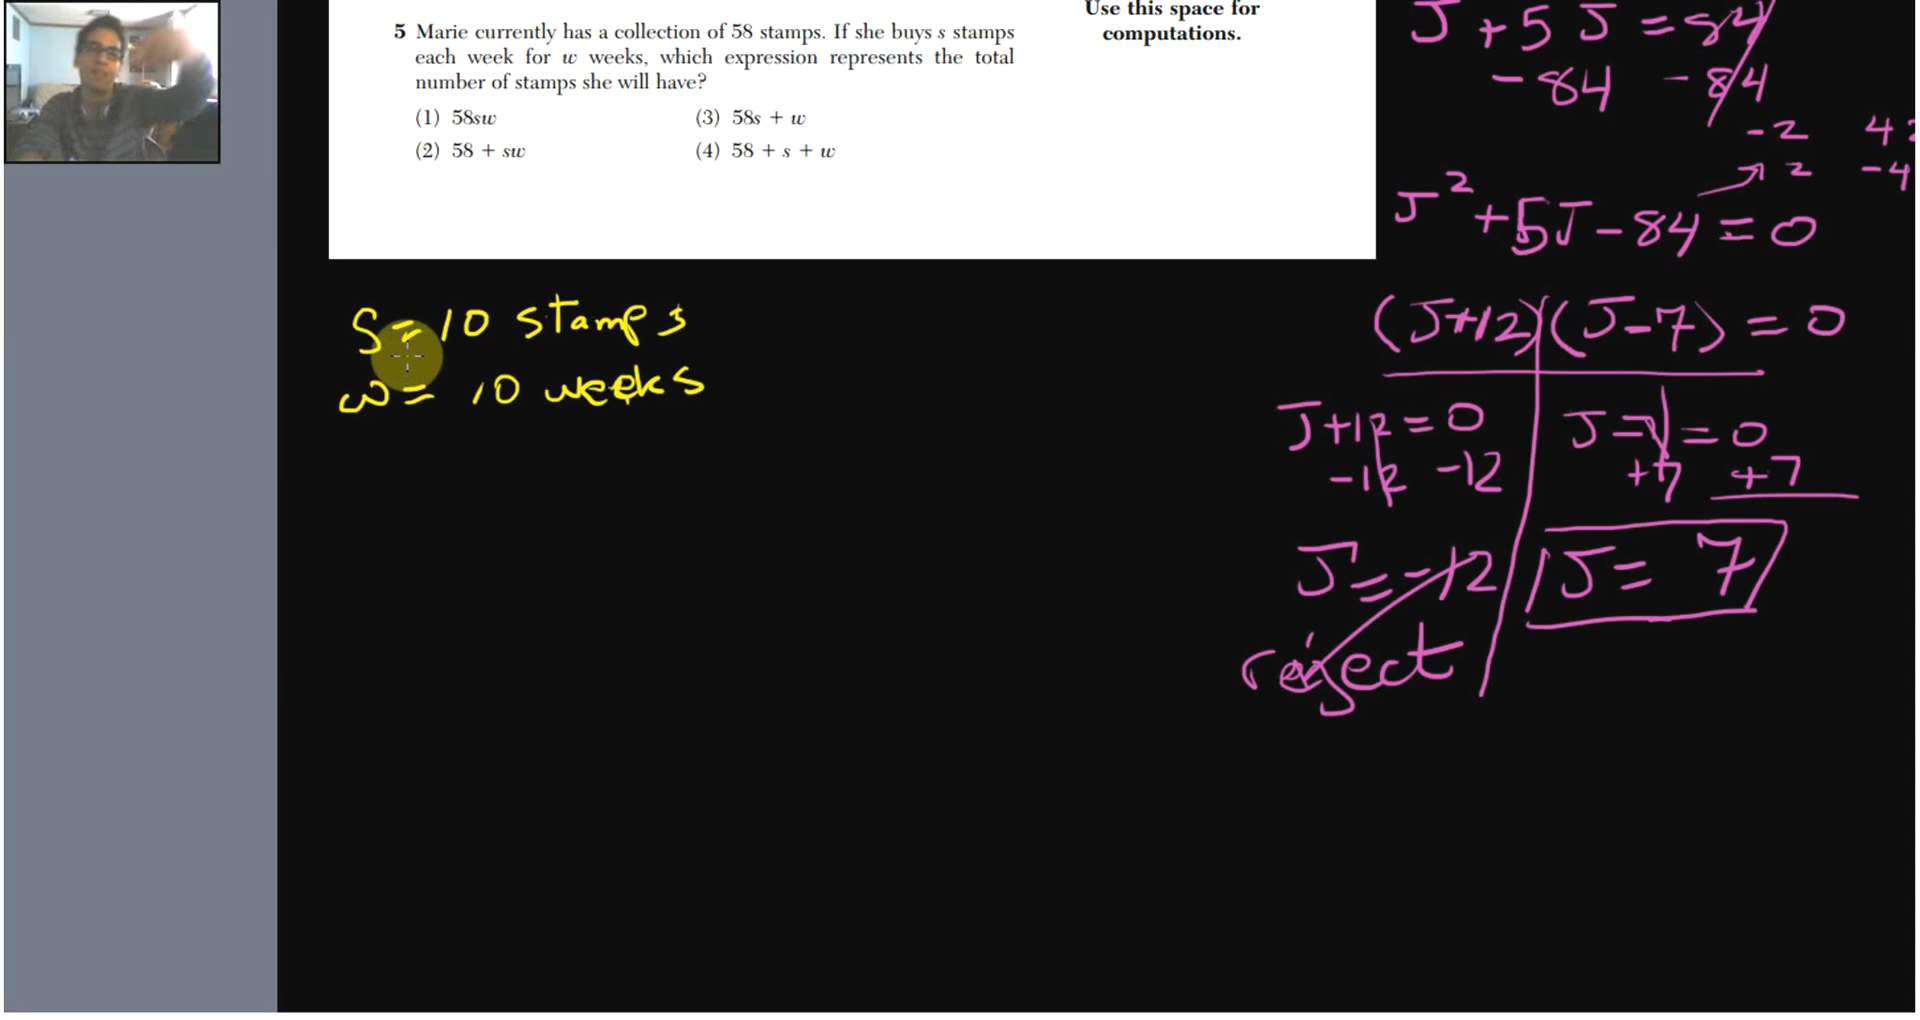 5 Marie currently has a collection of 58 stamps. If she buys s stamps
each week for w weeks, which expression represents the total
number of stamps she will have?
(1) 58sw
(3) 58s + w
(2) 58 + sw
(4) 58 + s + w
Use this space for
computations.
S = 10 stamps
w = 10 weeks
J + 5 J = 84
- 84 - 84
- 2 4
2 - 4
J² + 5J - 84 = 0
(J+12)(J-7) = 0
J+12 = 0
-12 -12
J = -12
reject
J - 7 = 0
+7 +7
J = 7